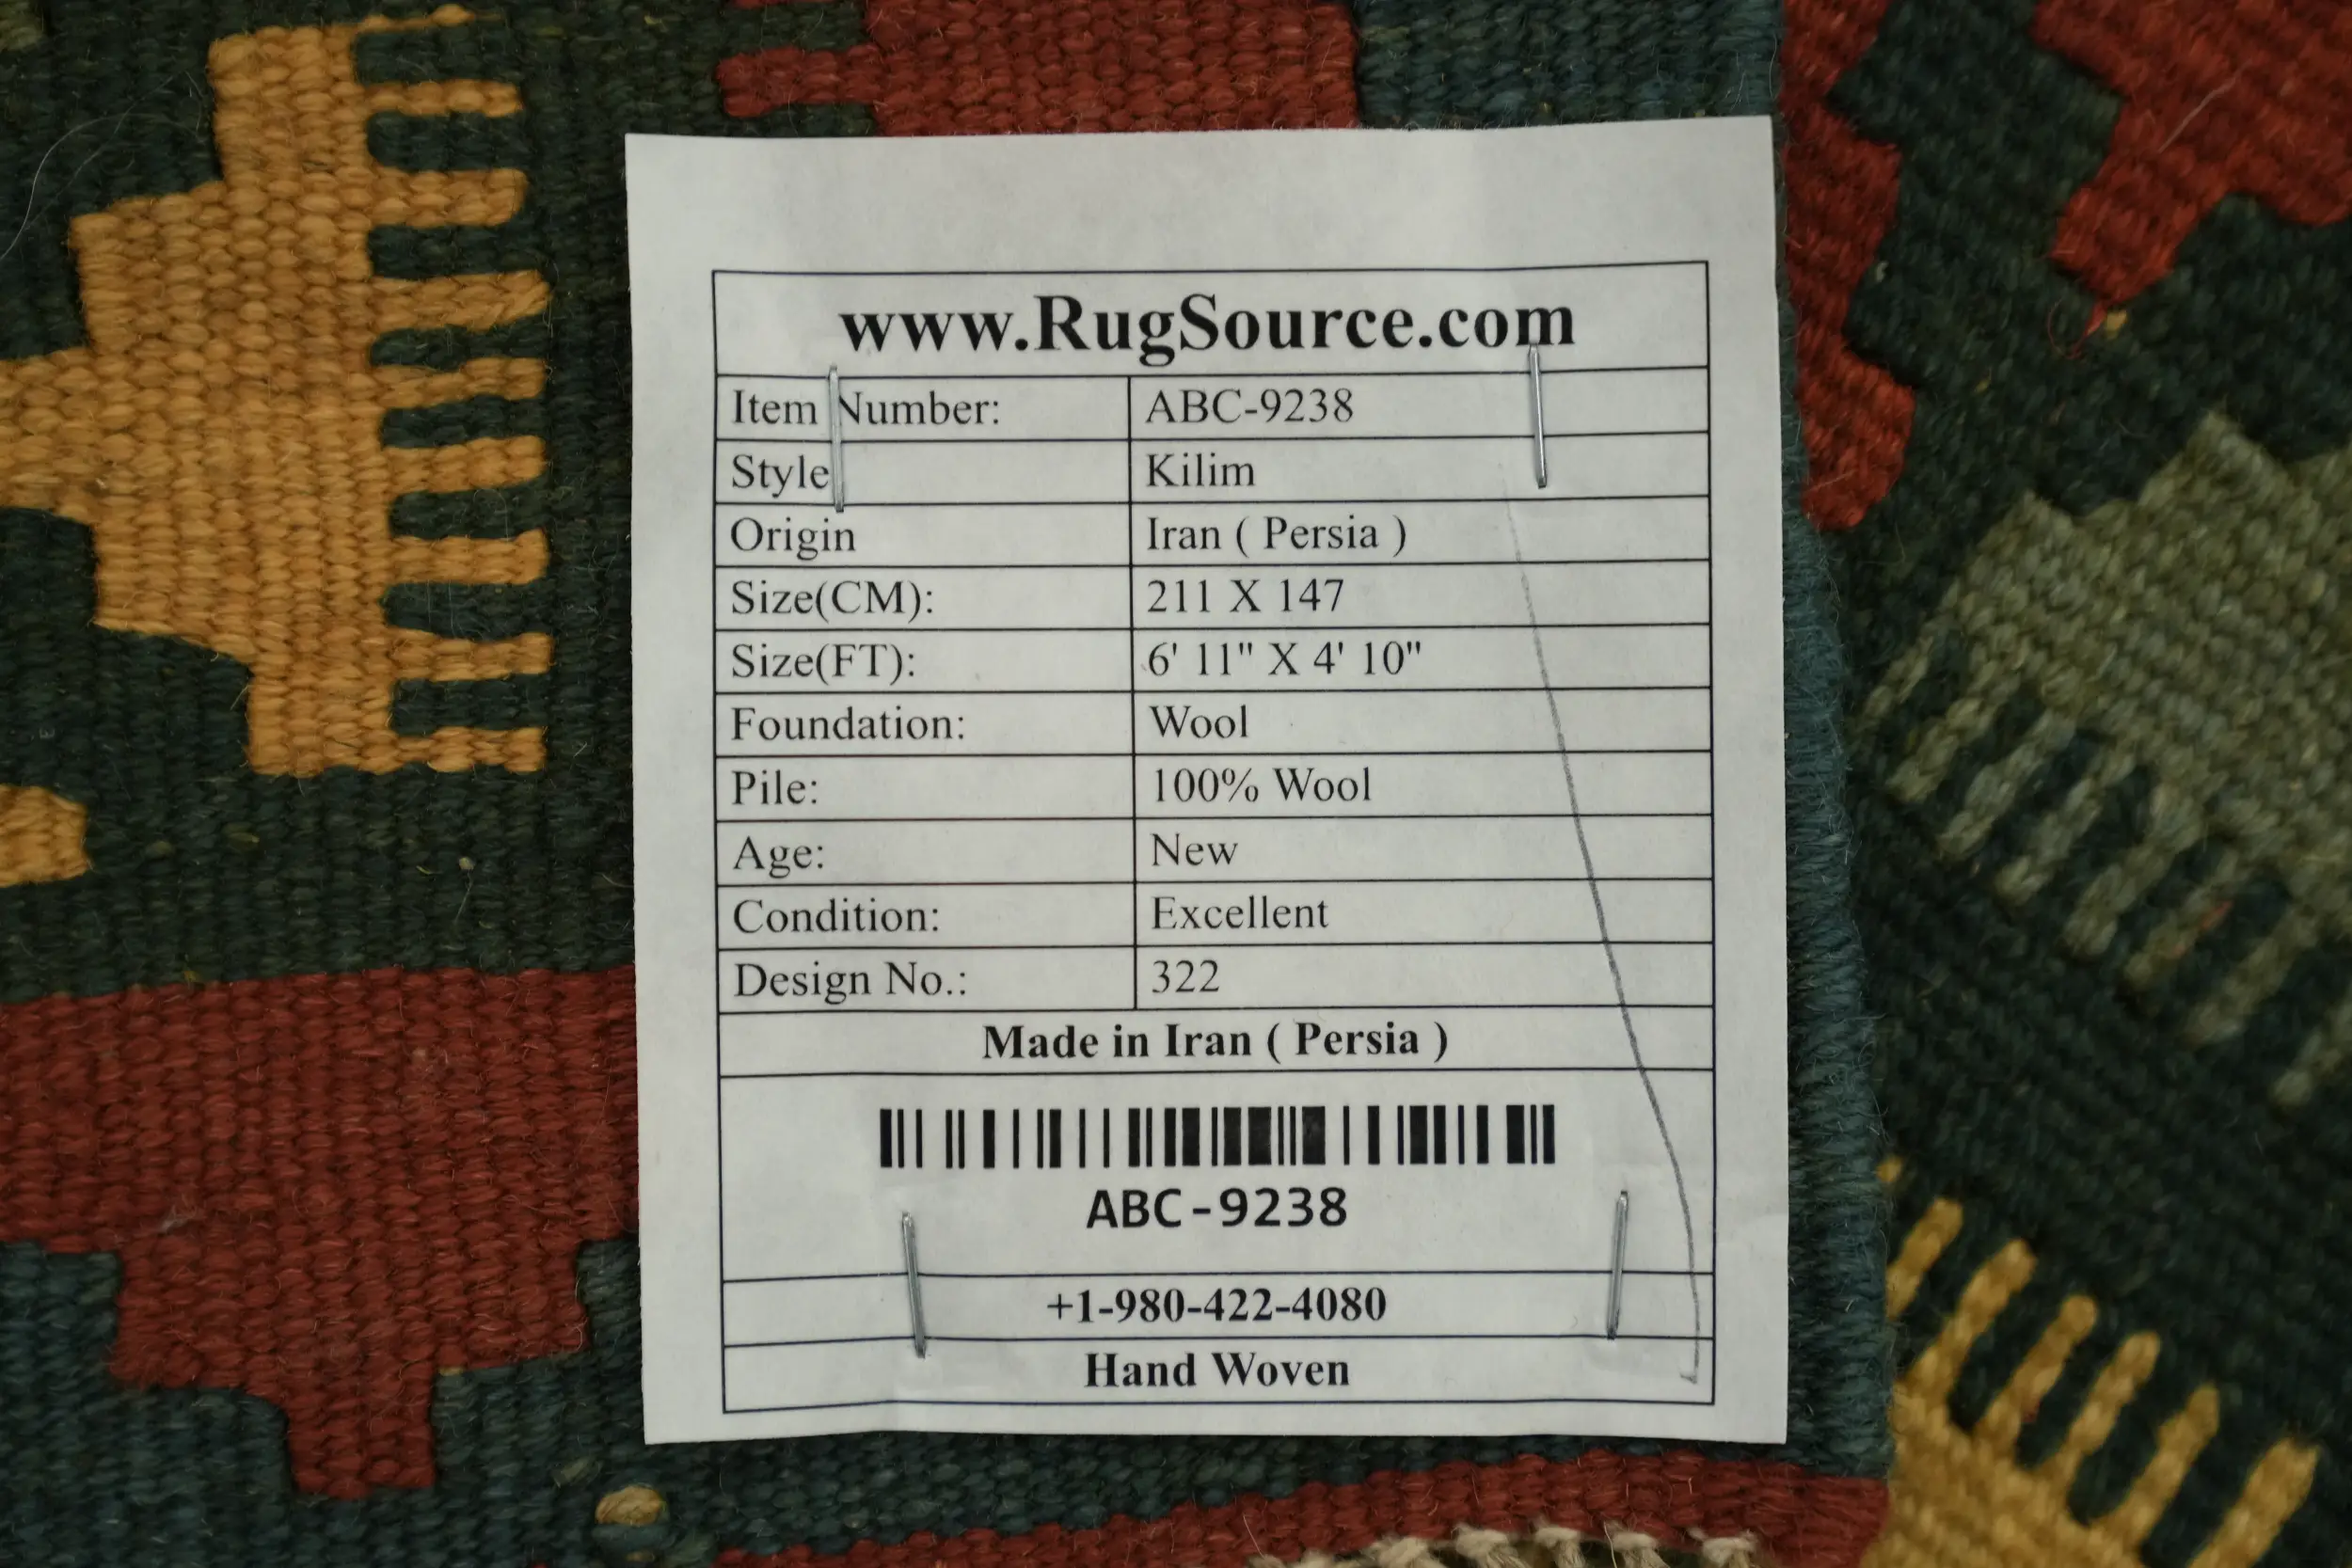 www.RugSource.com
Item Number: ABC-9238
Style Kilim
Origin Iran ( Persia )
Size(CM): 211 X 147
Size(FT): 6' 11" X 4' 10"
Foundation: Wool
Pile: 100% Wool
Age: New
Condition: Excellent
Design No.: 322
Made in Iran ( Persia )
ABC-9238
+1-980-422-4080
Hand Woven